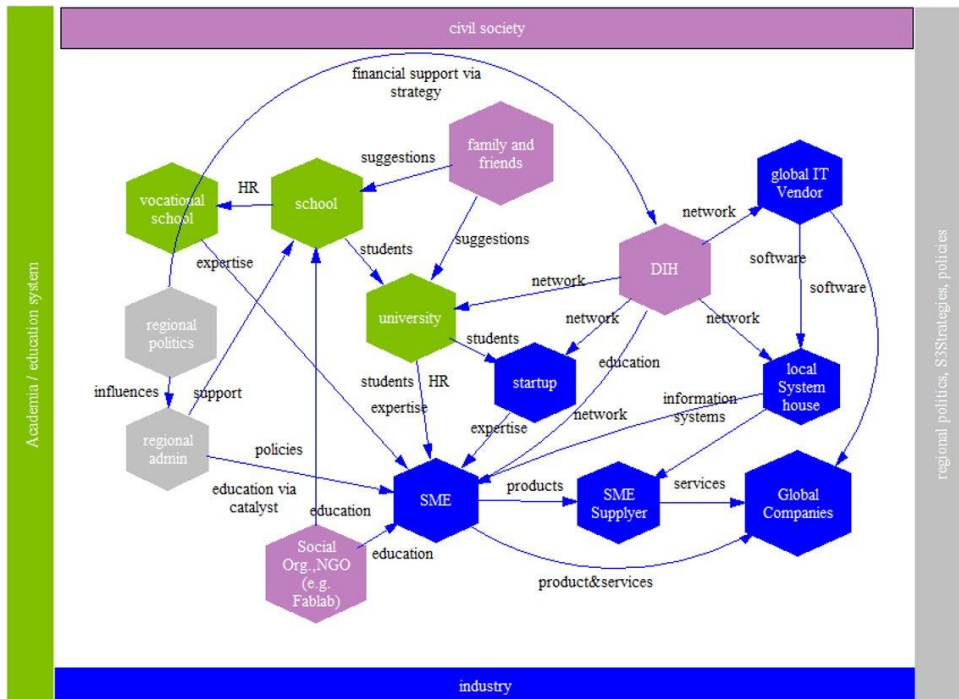 civil society
Academia / education system
regional politics, S3Strategies, policies
financial support via
strategy
family and
friends
suggestions
global IT
Vendor
vocational
school
HR
school
network
suggestions
students
expertise
DIH
software
software
network
regional
politics
university
network
network
students
education
startup
local
System
house
influences
support
students
HR
information
systems
expertise
network
expertise
regional
admin
policies
SME
products
SME
Supplyer
services
Global
Companies
education via
catalyst
education
Social
Org.,NGO
(e.g.
Fablab)
education
product&services
industry